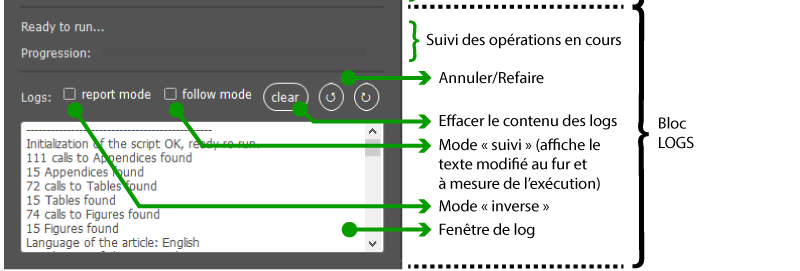 Ready to run...
Progression:
Logs: report mode follow mode clear
-----------------------------------------------
Initialization of the script OK, ready to run.
111 calls to Appendices found
15 Appendices found
72 calls to Tables found
15 Tables found
74 calls to Figures found
15 Figures found
Language of the article: English
Suivi des opérations en cours
Annuler/Refaire
Effacer le contenu des logs
Mode « suivi » (affiche le
texte modifié au fur et
à mesure de l’exécution)
Mode « inverse »
Fenêtre de log
Bloc
LOGS